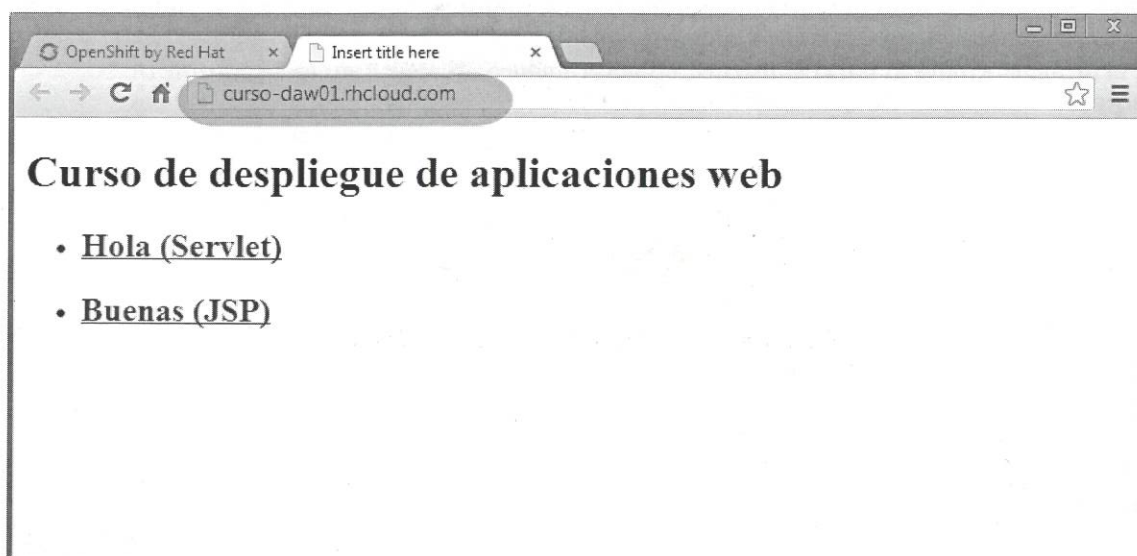 OpenShift by Red Hat × Insert title here ×
curso-daw01.rhcloud.com
Curso de despliegue de aplicaciones web
• Hola (Servlet)
• Buenas (JSP)